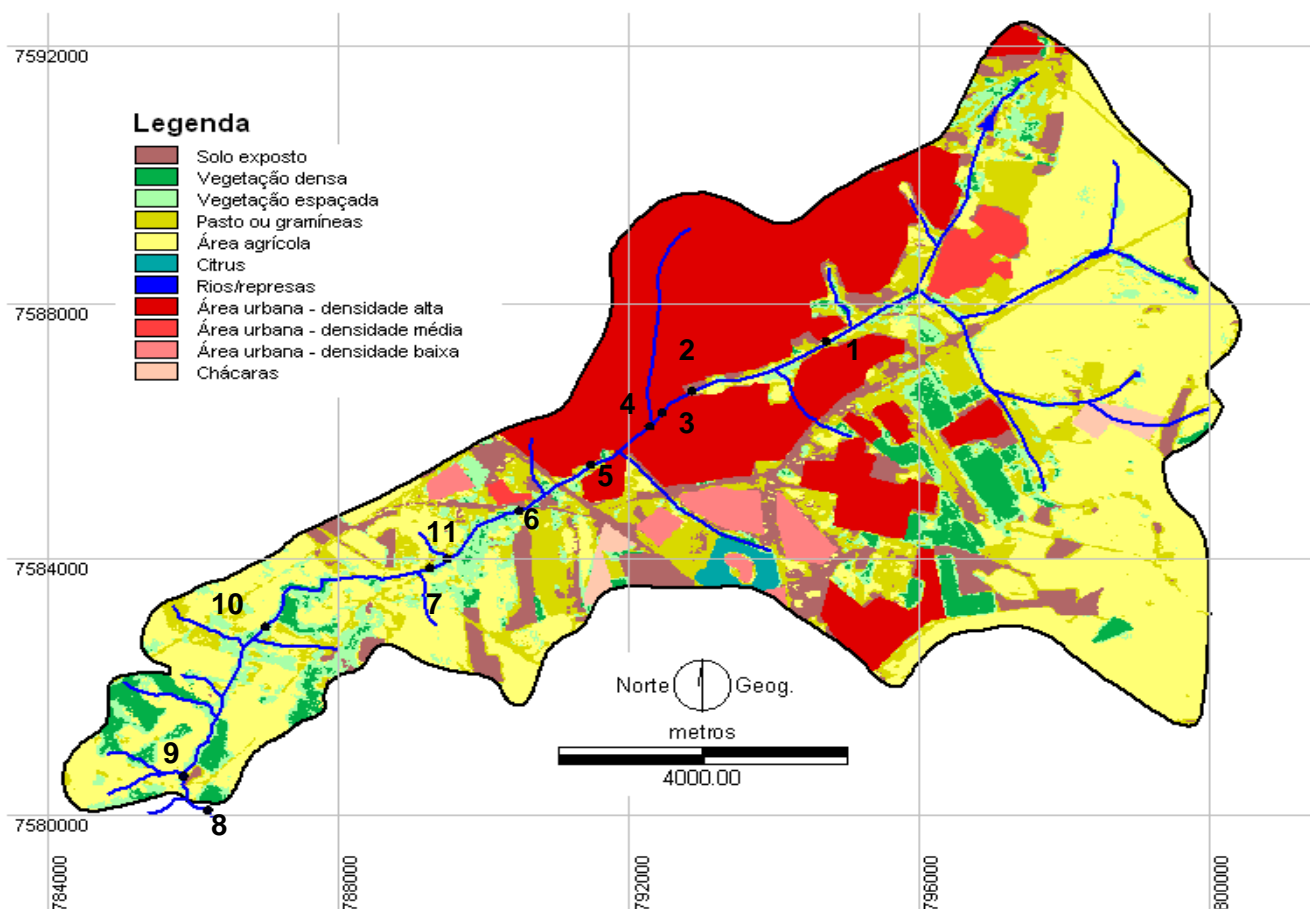 7592000
Legenda
Solo exposto
Vegetação densa
Vegetação espaçada
Pasto ou gramíneas
Área agrícola
Citrus
Rios/represas
Área urbana - densidade alta
Área urbana - densidade média
Área urbana - densidade baixa
Chácaras
7588000
2
1
4
3
5
6
11
7584000
7
10
Norte
Geog.
metros
4000.00
9
8
7580000
784000
788000
792000
796000
800000